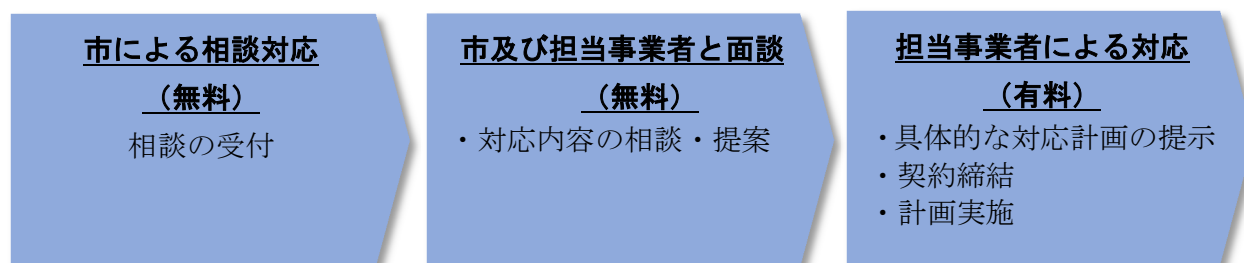 市による相談対応
（無料）
相談の受付
市及び担当事業者と面談
（無料）
・対応内容の相談・提案
担当事業者による対応
（有料）
・具体的な対応計画の提示
・契約締結
・計画実施